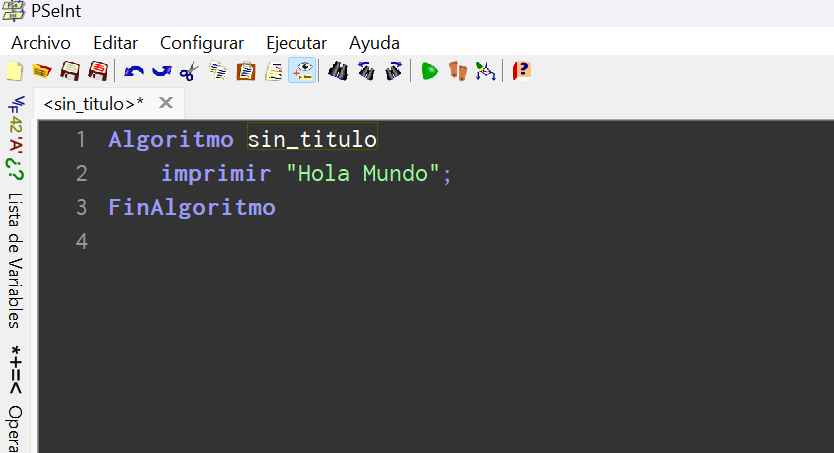 PSeInt
Archivo Editar Configurar Ejecutar Ayuda
<sin_titulo>*
1 Algoritmo sin_titulo
2 imprimir "Hola Mundo";
3 FinAlgoritmo
4
42 'A' ¿?
Lista de Variables
*+=<
Opera